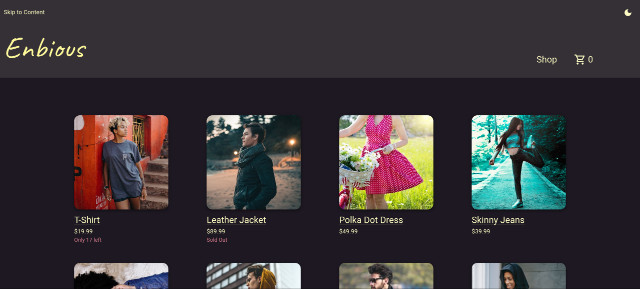 Skip to Content
Enbious
Shop
0
T-Shirt
$19.99
Only 1 / left
Leather Jacket
$89.99
Sold Out
Polka Dot Dress
$49.99
Skinny Jeans
$39.99